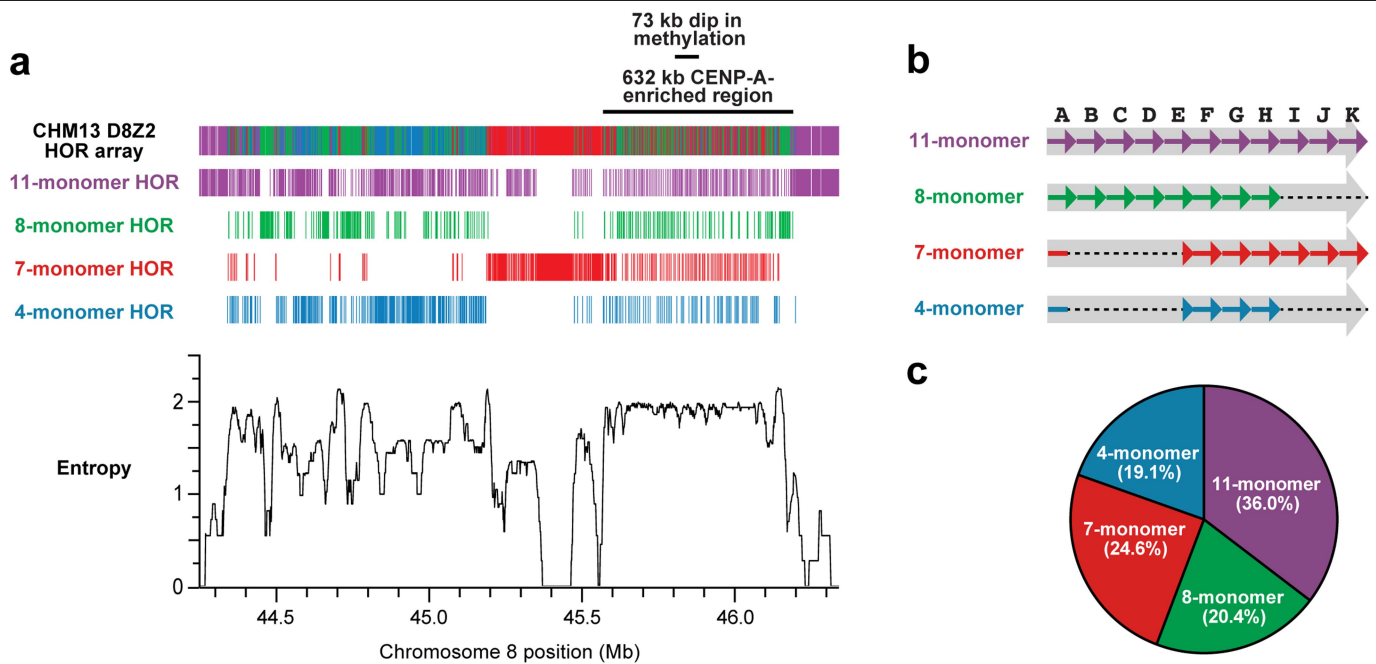 a
73 kb dip in
methylation
632 kb CENP-A-
enriched region
CHM13 D8Z2
HOR array
11-monomer HOR
8-monomer HOR
7-monomer HOR
4-monomer HOR
Entropy
2
1
0
44.5 45.0 45.5 46.0
Chromosome 8 position (Mb)
b
A B C D E F G H I J K
11-monomer
8-monomer
7-monomer
4-monomer
c
4-monomer
(19.1%)
11-monomer
(36.0%)
7-monomer
(24.6%)
8-monomer
(20.4%)